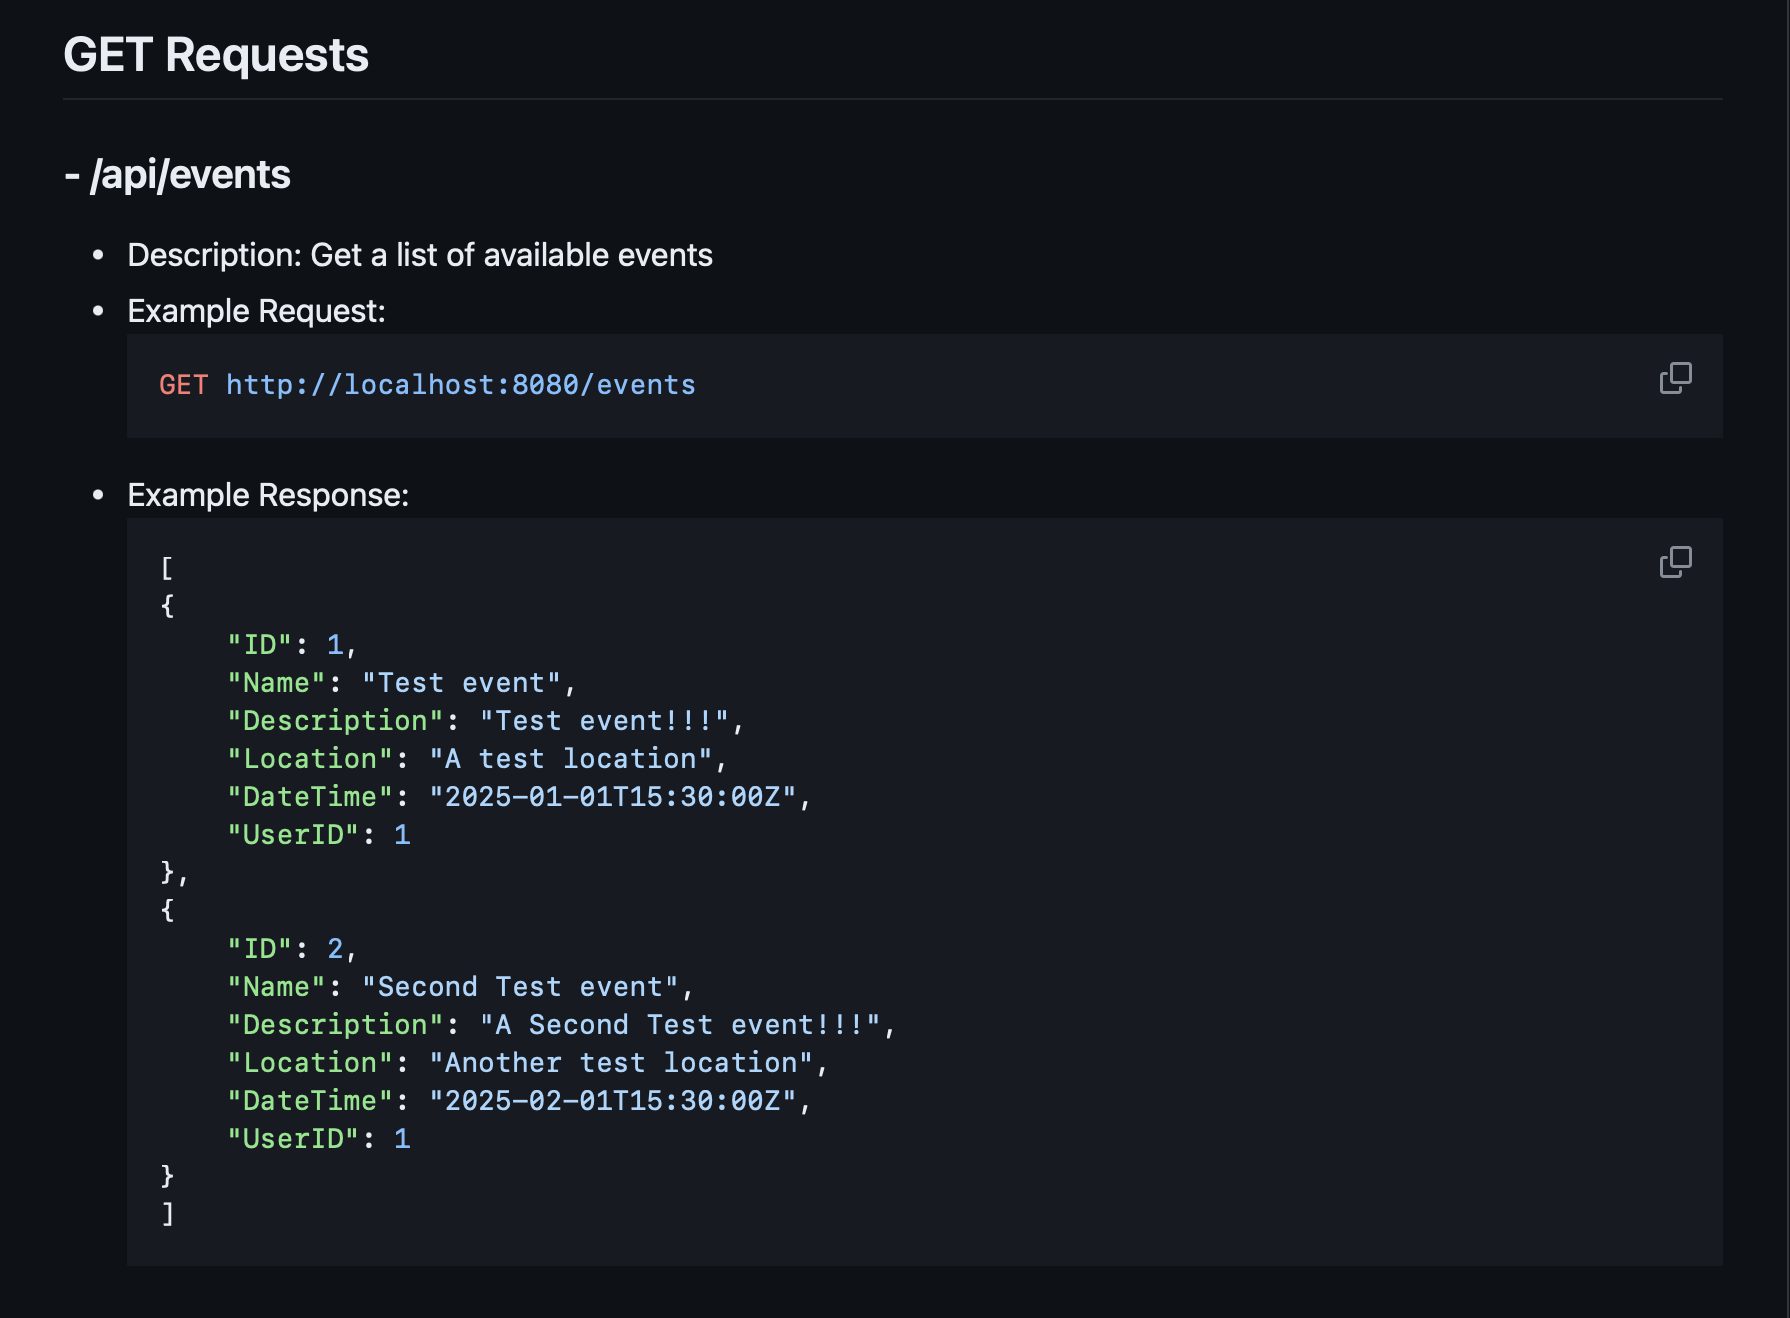 GET Requests
- /api/events
• Description: Get a list of available events
• Example Request:
GET http://localhost:8080/events
• Example Response:
[
{
    "ID": 1,
    "Name": "Test event",
    "Description": "Test event!!!",
    "Location": "A test location",
    "DateTime": "2025-01-01T15:30:00Z",
    "UserID": 1
},
{
    "ID": 2,
    "Name": "Second Test event",
    "Description": "A Second Test event!!!",
    "Location": "Another test location",
    "DateTime": "2025-02-01T15:30:00Z",
    "UserID": 1
}
]